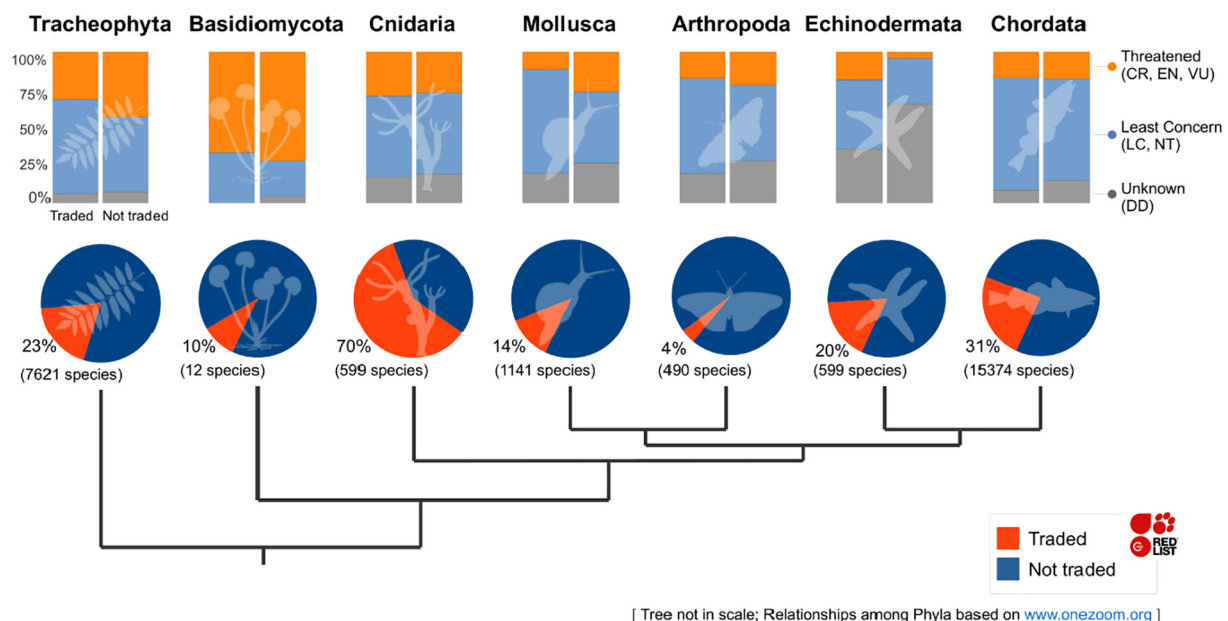 Tracheophyta Basidiomycota Cnidaria Mollusca Arthropoda Echinodermata Chordata
100%
75%
50%
25%
0%
Traded Not traded
Threatened
(CR, EN, VU)
Least Concern
(LC, NT)
Unknown
(DD)
23% 10% 70% 14% 4% 20% 31%
(7621 species) (12 species) (599 species) (1141 species) (490 species) (599 species) (15374 species)
Traded
Not traded
RED
LIST
[ Tree not in scale; Relationships among Phyla based on www.onezoom.org ]